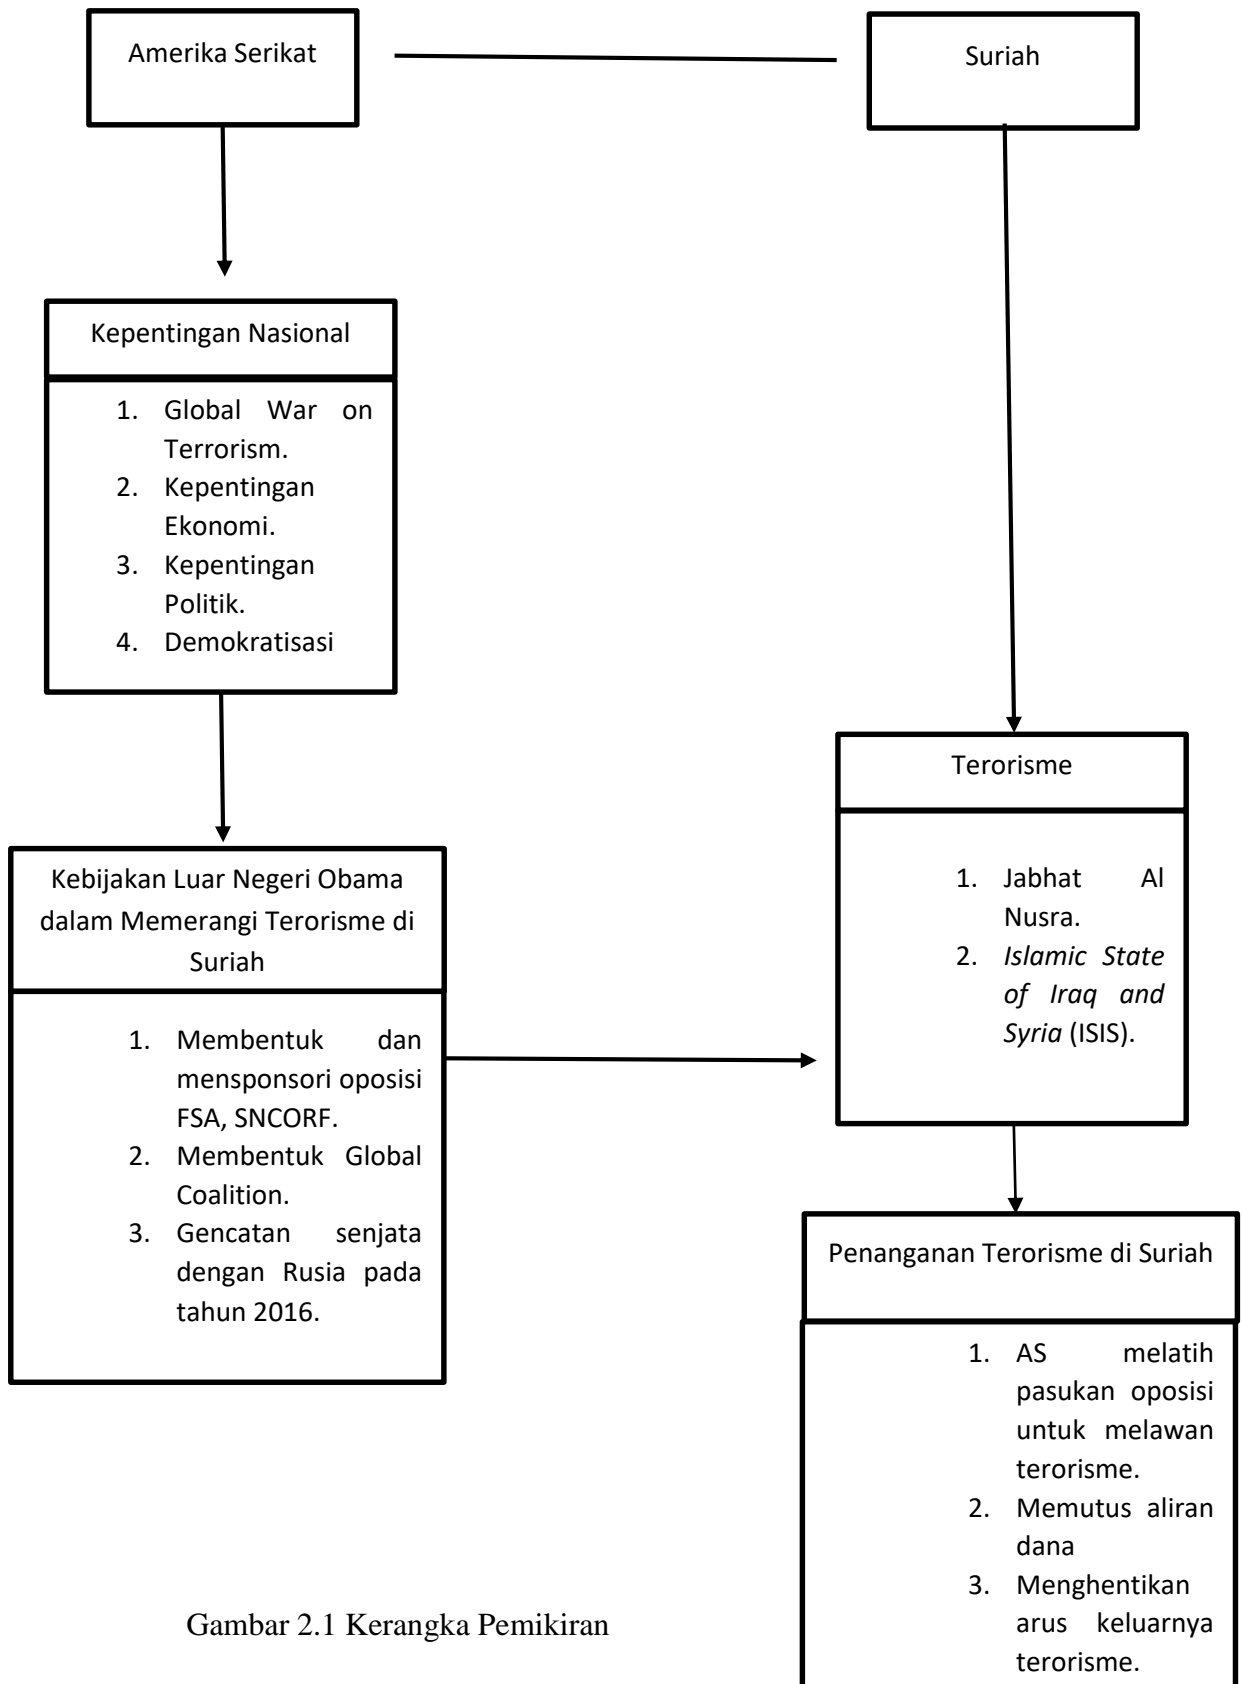 Amerika Serikat
Suriah
Kepentingan Nasional
1. Global War on
Terrorism.
2. Kepentingan
Ekonomi.
3. Kepentingan
Politik.
4. Demokratisasi
Kebijakan Luar Negeri Obama
dalam Memerangi Terorisme di
Suriah
1. Membentuk dan
mensponsori oposisi
FSA, SNCORF.
2. Membentuk Global
Coalition.
3. Gencatan senjata
dengan Rusia pada
tahun 2016.
Terorisme
1. Jabhat Al
Nusra.
2. Islamic State
of Iraq and
Syria (ISIS).
Penanganan Terorisme di Suriah
1. AS melatih
pasukan oposisi
untuk melawan
terorisme.
2. Memutus aliran
dana
3. Menghentikan
arus keluarnya
terorisme.
Gambar 2.1 Kerangka Pemikiran